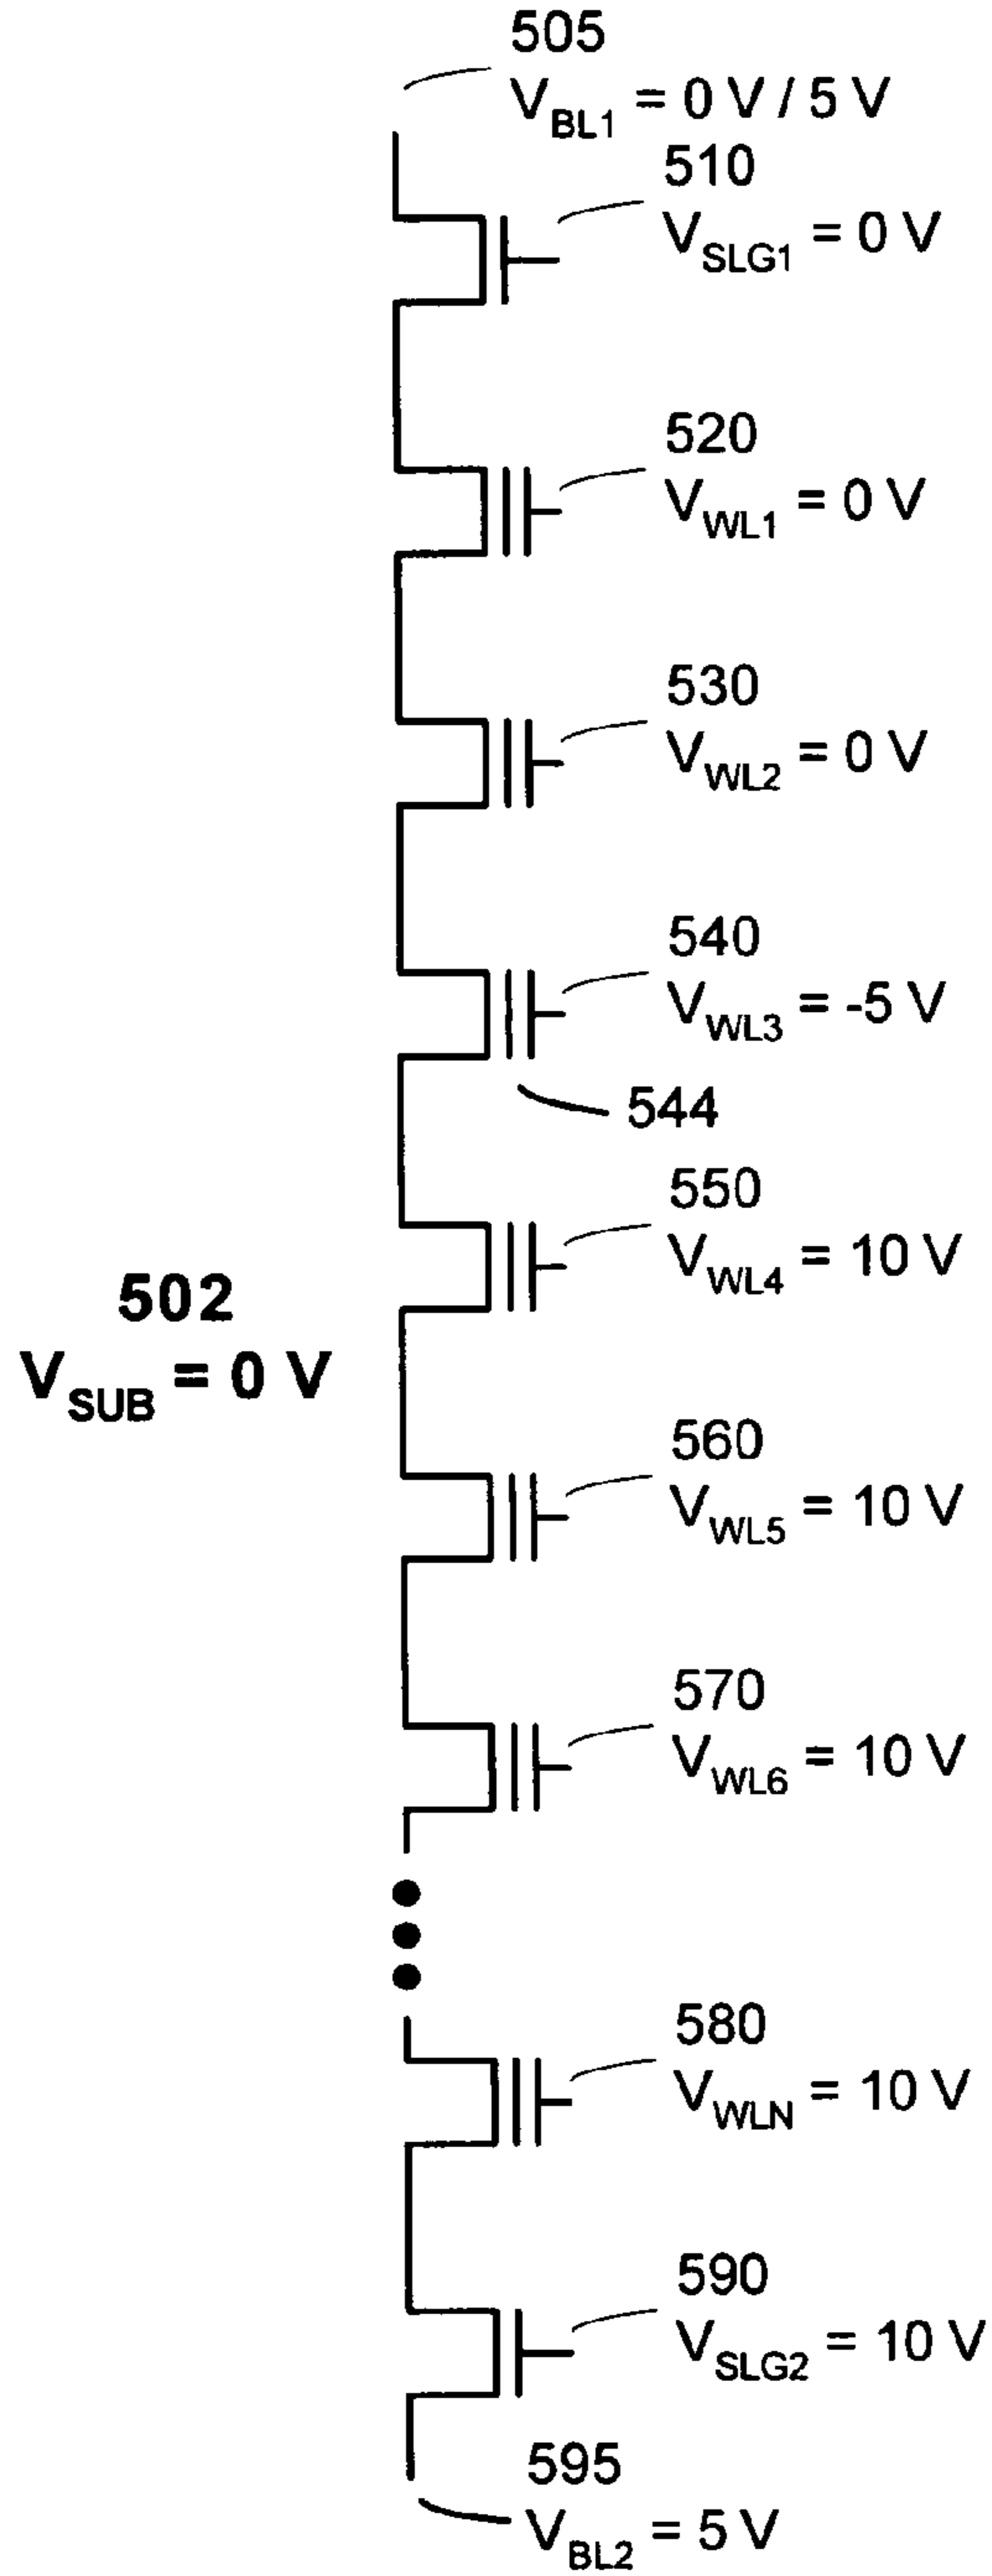 505
V_BL1 = 0 V / 5 V
510
V_SLG1 = 0 V
520
V_WL1 = 0 V
530
V_WL2 = 0 V
540
V_WL3 = -5 V
544
550
V_WL4 = 10 V
502
V_SUB = 0 V
560
V_WL5 = 10 V
570
V_WL6 = 10 V
580
V_WLN = 10 V
590
V_SLG2 = 10 V
595
V_BL2 = 5 V